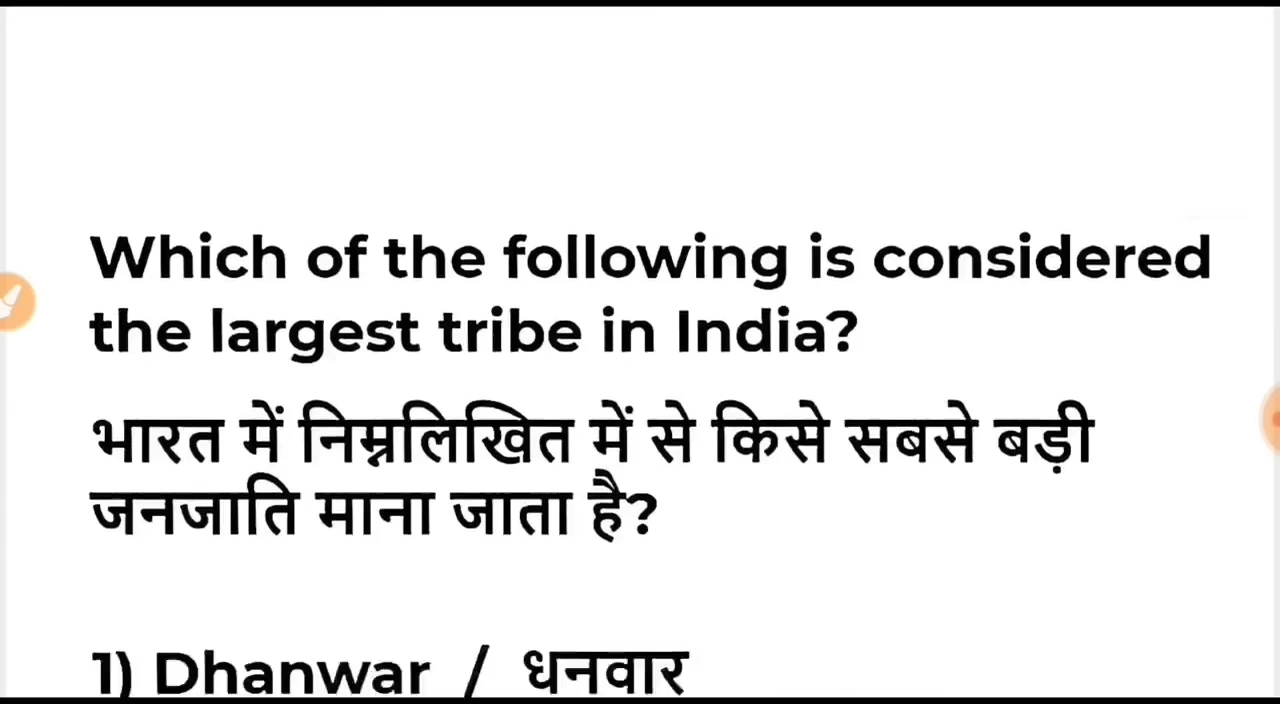 Which of the following is considered
the largest tribe in India?
भारत में निम्नलिखित में से किसे सबसे बड़ी
जनजाति माना जाता है?
1) Dhanwar / धनवार